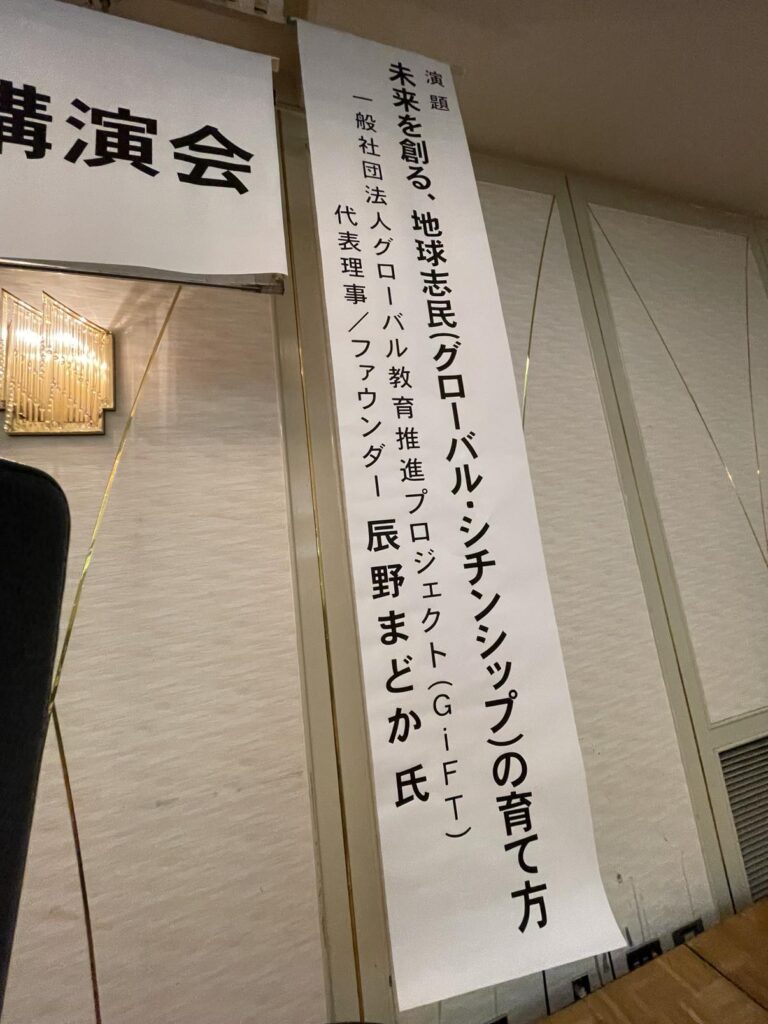 講演会
演題
未来を創る、地球志民(グローバル・シチンシップ)の育て方
一般社団法人グローバル教育推進プロジェクト(GiFT)
代表理事／ファウンダー 辰野まどか 氏